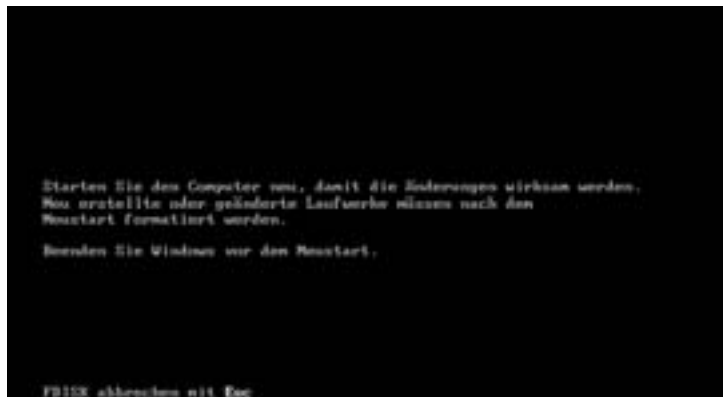 Starten Sie den Computer neu, damit die Änderungen wirksam werden.
Neu erstellte oder geänderte Laufwerke müssen nach dem
Neustart formatiert werden.
Beenden Sie Windows vor dem Neustart.
FDISK abbrechen mit Esc